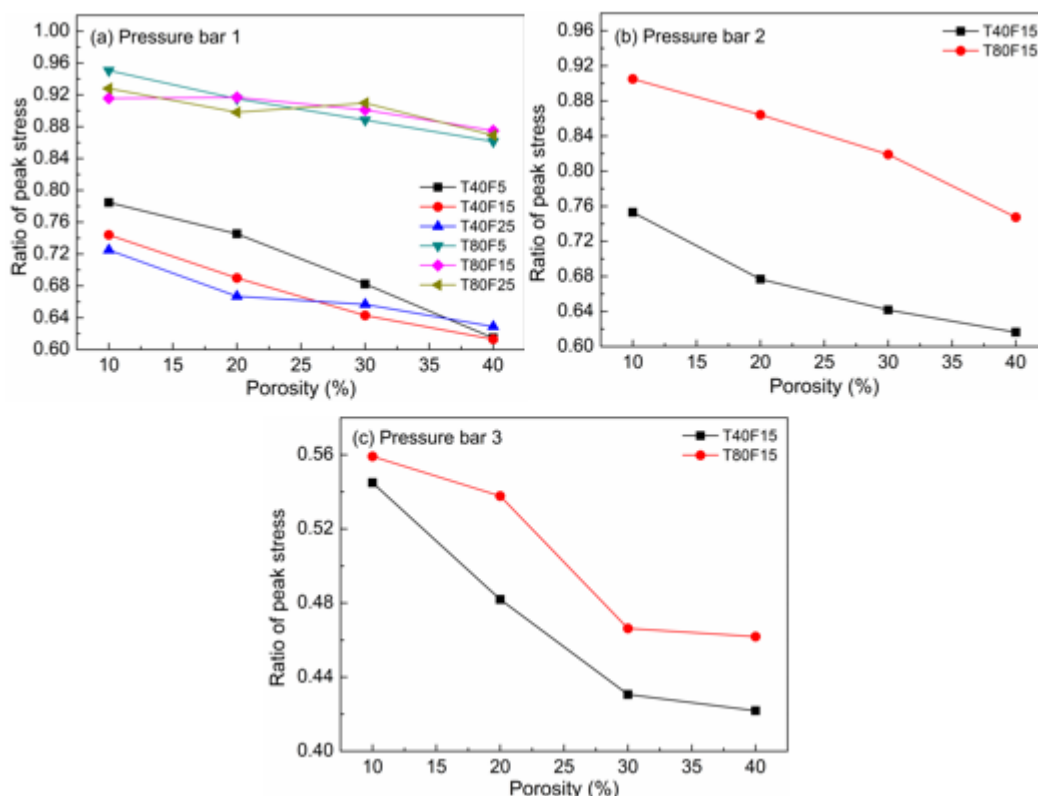 (a) Pressure bar 1
Ratio of peak stress
1.00
0.96
0.92
0.88
0.84
0.80
0.76
0.72
0.68
0.64
0.60
T40F5
T40F15
T40F25
T80F5
T80F15
T80F25
10 15 20 25 30 35 40
Porosity (%)
(b) Pressure bar 2
Ratio of peak stress
0.96
0.92
0.88
0.84
0.80
0.76
0.72
0.68
0.64
0.60
T40F15
T80F15
10 15 20 25 30 35 40
Porosity (%)
(c) Pressure bar 3
Ratio of peak stress
0.56
0.52
0.48
0.44
0.40
T40F15
T80F15
10 15 20 25 30 35 40
Porosity (%)